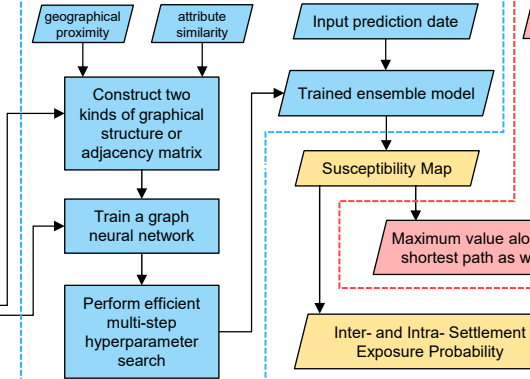 geographical
proximity
attribute
similarity
Construct two
kinds of graphical
structure or
adjacency matrix
Train a graph
neural network
Perform efficient
multi-step
hyperparameter
search
Input prediction date
Trained ensemble model
Susceptibility Map
Maximum value
shortest path as
Inter- and Intra- Settlement
Exposure Probability